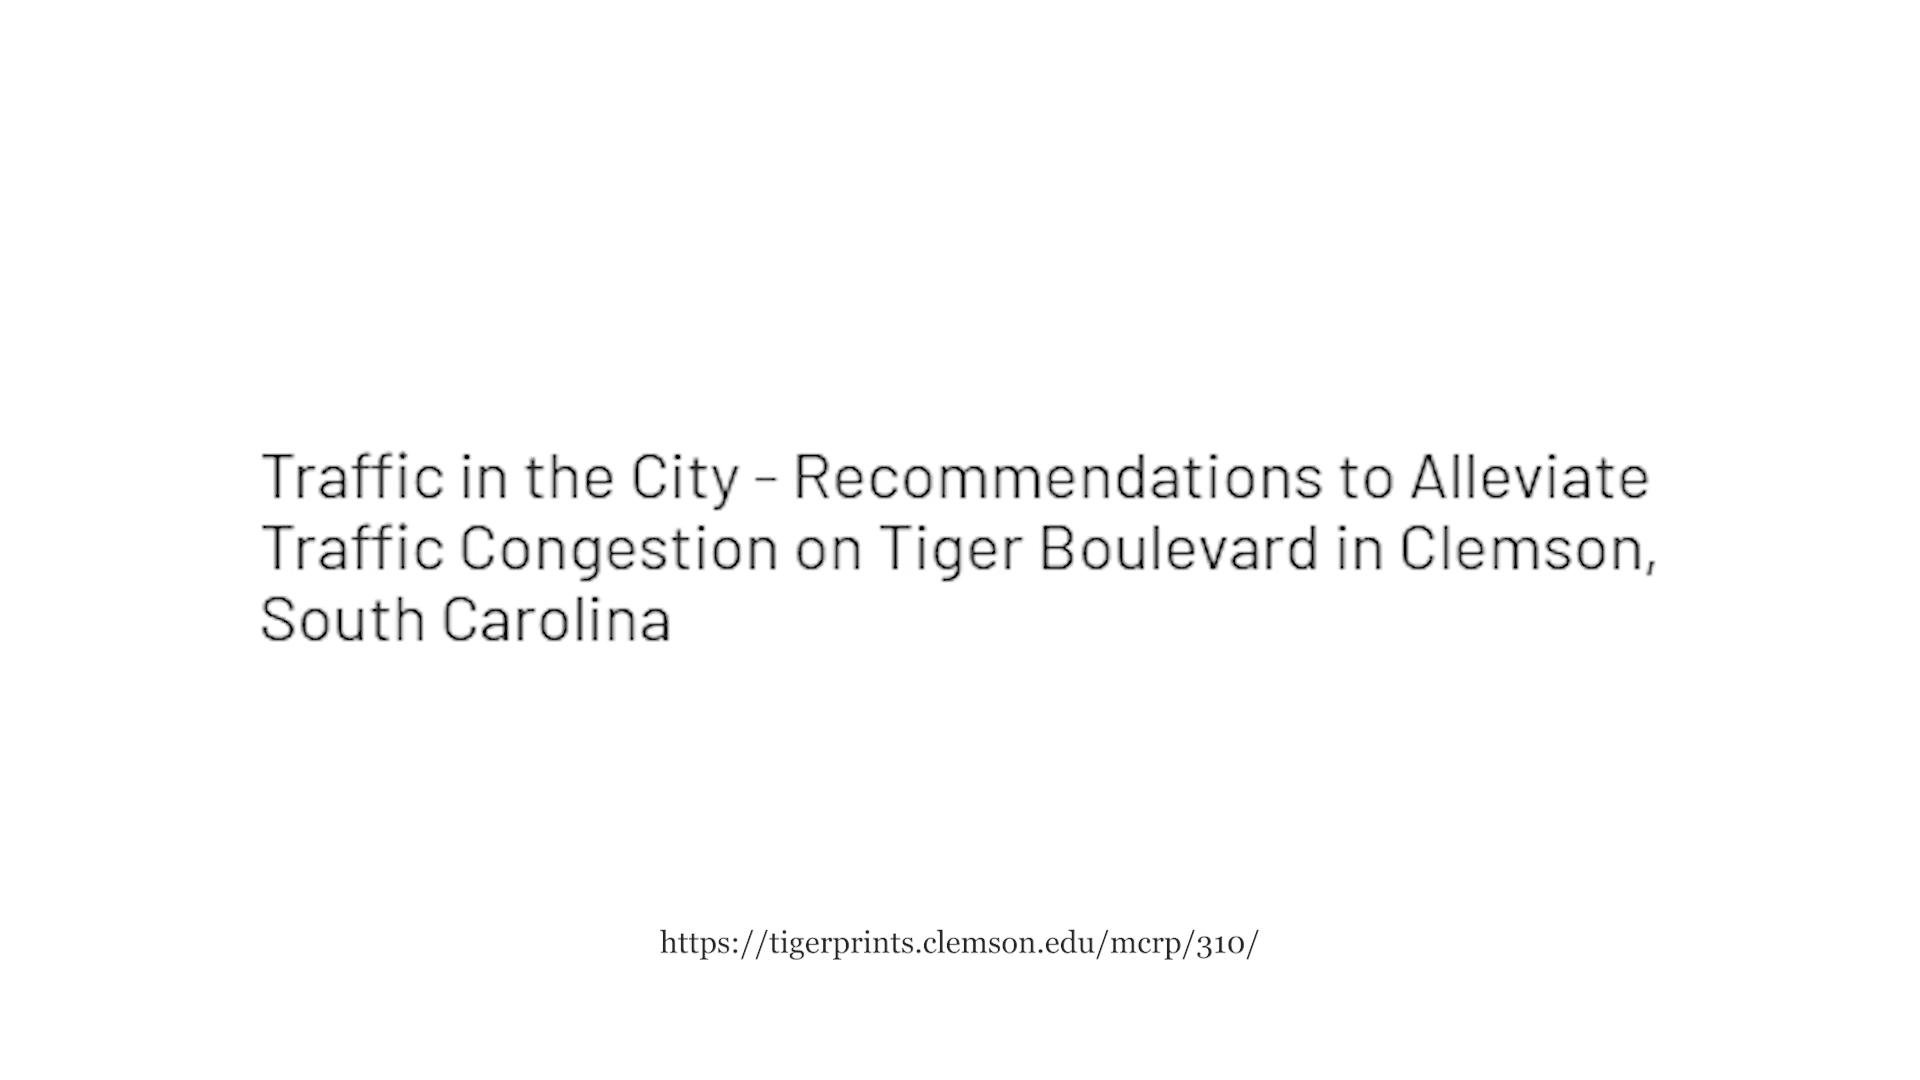 Traffic in the City - Recommendations to Alleviate
Traffic Congestion on Tiger Boulevard in Clemson,
South Carolina
https://tigerprints.clemson.edu/mcrp/310/